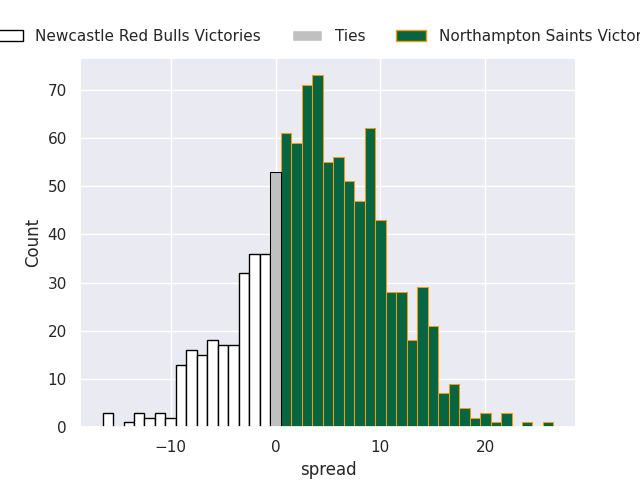 Newcastle Red Bulls Victories Ties Northampton Saints Victor
70
60
50
40
30
20
10
0
Count
−10 0 10 20
spread